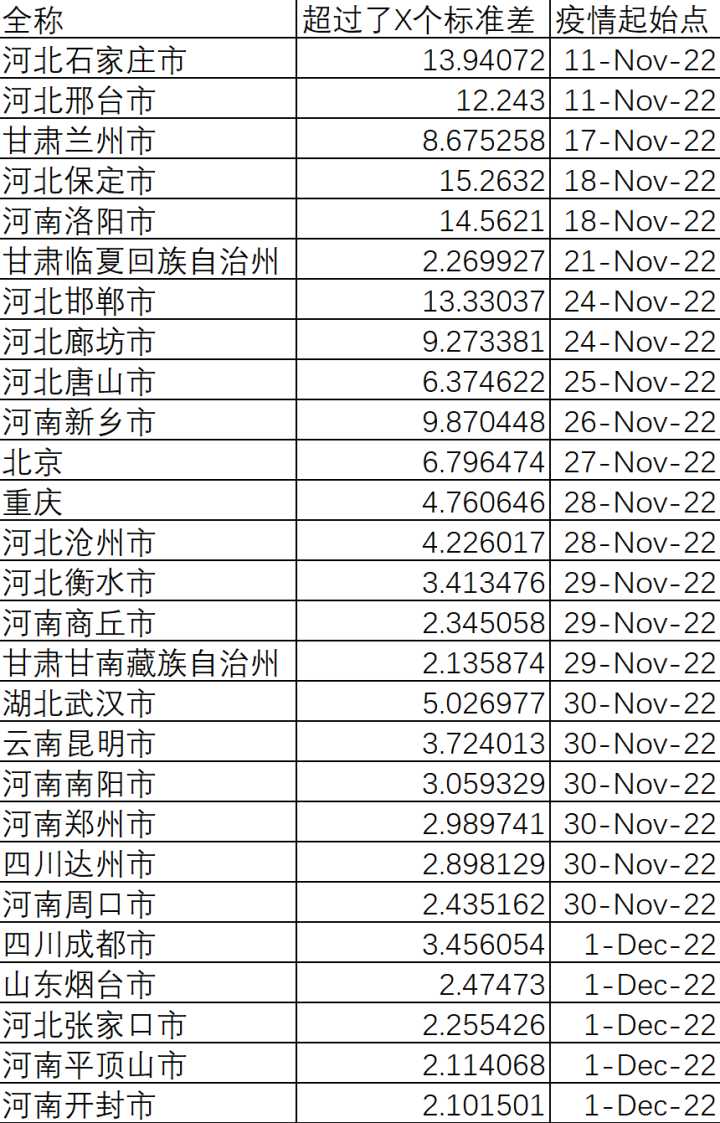 全称 超过了X个标准差 疫情起始点
河北石家庄市 13.94072 11-Nov-22
河北邢台市 12.243 11-Nov-22
甘肃兰州市 8.675258 17-Nov-22
河北保定市 15.2632 18-Nov-22
河南洛阳市 14.5621 18-Nov-22
甘肃临夏回族自治州 2.269927 21-Nov-22
河北邯郸市 13.33037 24-Nov-22
河北廊坊市 9.273381 24-Nov-22
河北唐山市 6.374622 25-Nov-22
河南新乡市 9.870448 26-Nov-22
北京 6.796474 27-Nov-22
重庆 4.760646 28-Nov-22
河北沧州市 4.226017 28-Nov-22
河北衡水市 3.413476 29-Nov-22
河南商丘市 2.345058 29-Nov-22
甘肃甘南藏族自治州 2.135874 29-Nov-22
湖北武汉市 5.026977 30-Nov-22
云南昆明市 3.724013 30-Nov-22
河南南阳市 3.059329 30-Nov-22
河南郑州市 2.989741 30-Nov-22
四川达州市 2.898129 30-Nov-22
河南周口市 2.435162 30-Nov-22
四川成都市 3.456054 1-Dec-22
山东烟台市 2.47473 1-Dec-22
河北张家口市 2.255426 1-Dec-22
河南平顶山市 2.114068 1-Dec-22
河南开封市 2.101501 1-Dec-22